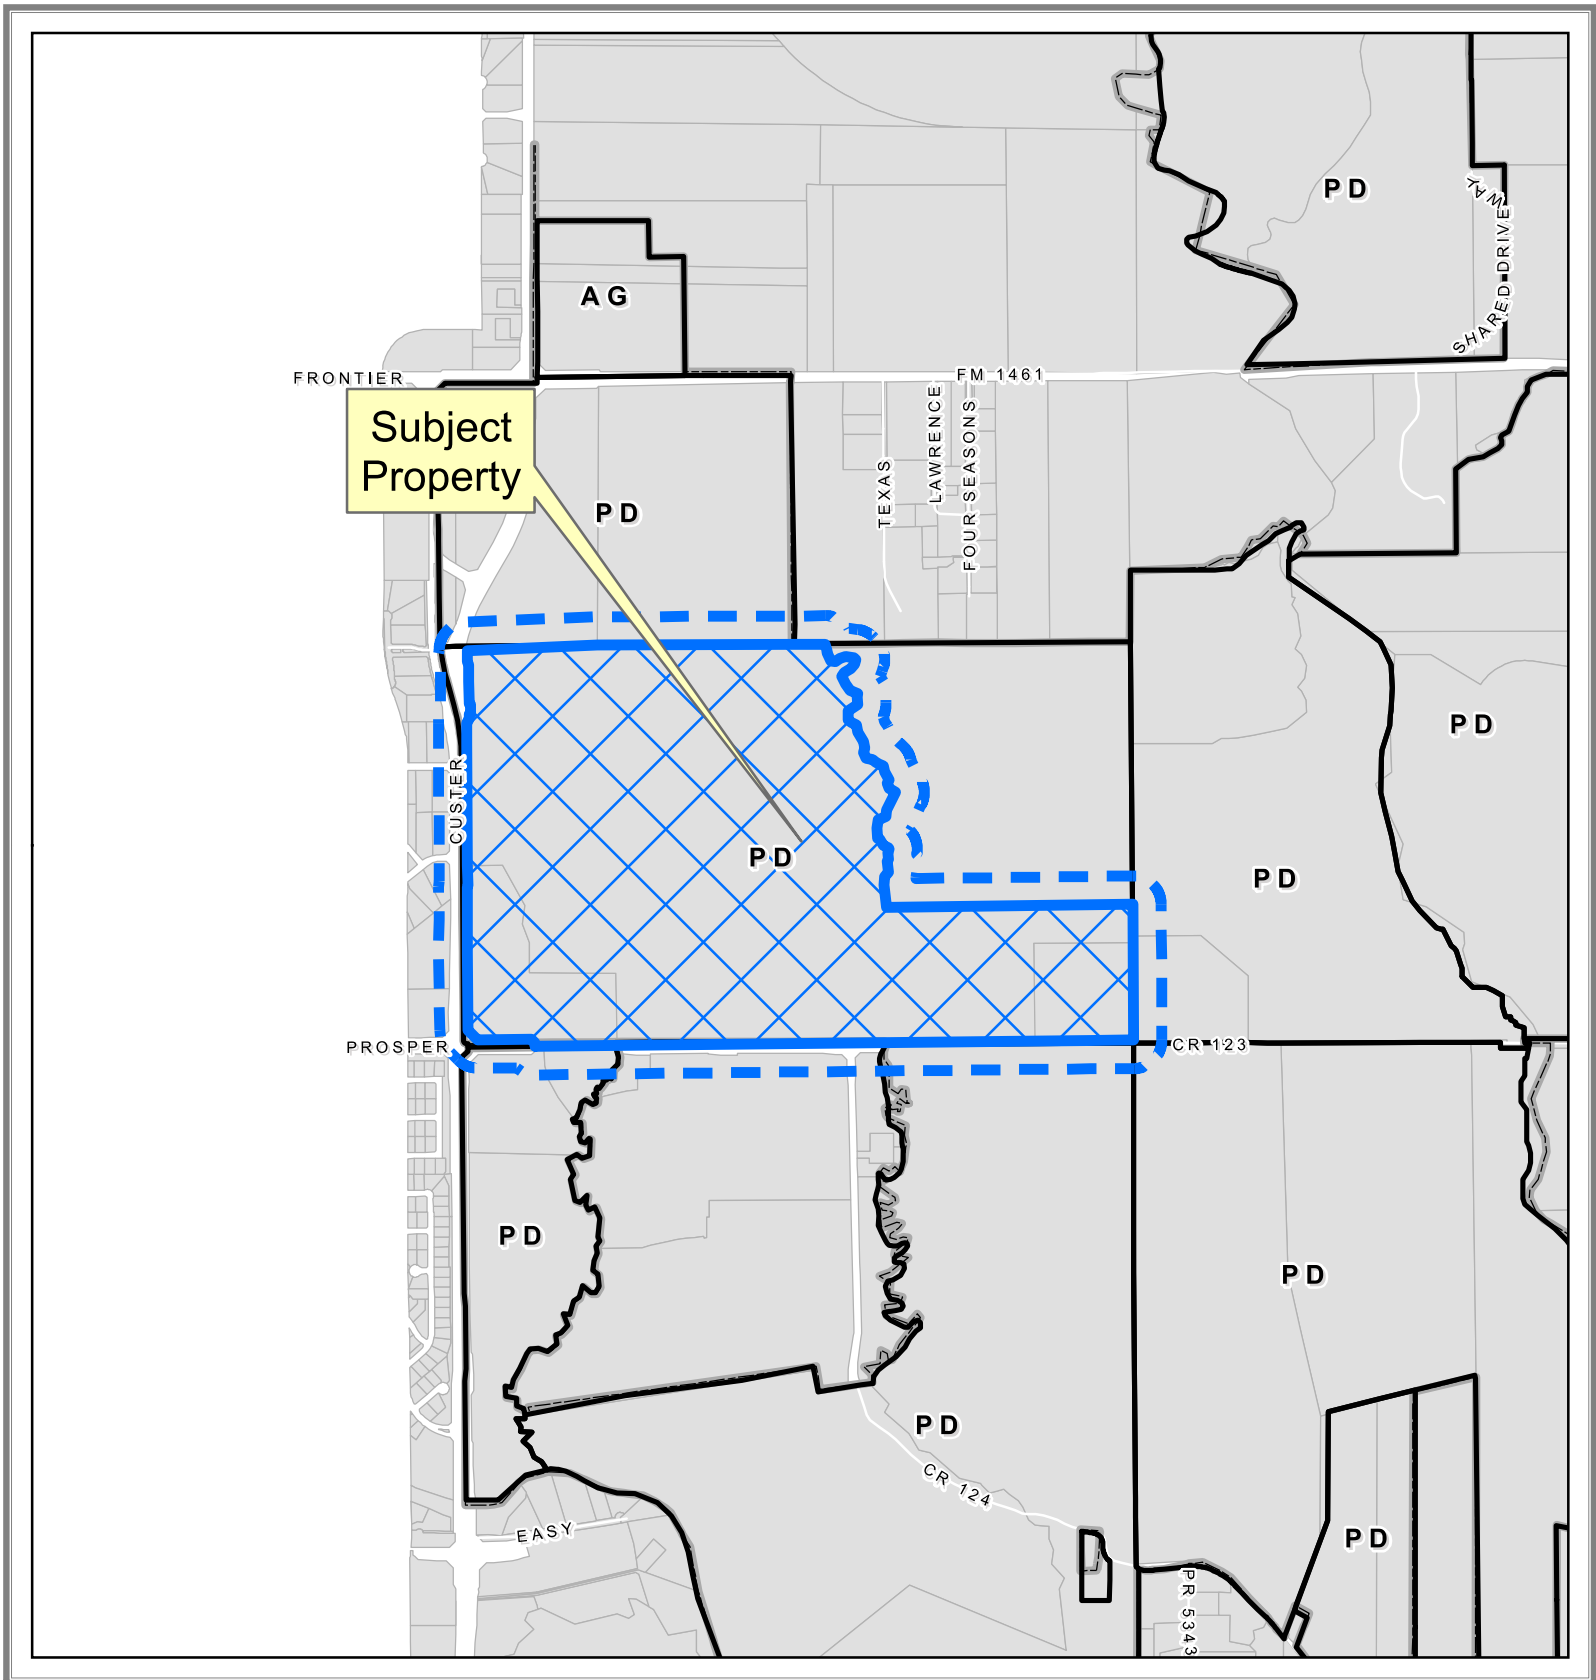 PD
WAY
SHARED DRIVE
AG
FRONTIER
FM 1461
Subject
Property
LAWRENCE
FOUR SEASONS
TEXAS
PD
PD
CUSTER
PD
PD
PROSPER
CR 123
PD
PD
PD
CR 124
EASY
PD
PR 5343